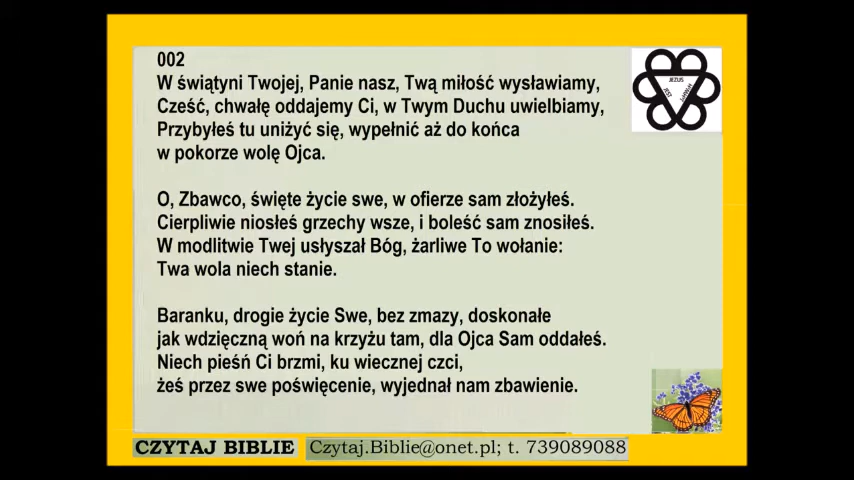 002
W świątyni Twojej, Panie nasz, Twą miłość wysławiamy,
Cześć, chwałę oddajemy Ci, w Twym Duchu uwielbiamy,
Przybyłeś tu uniżyć się, wypełnić aż do końca
w pokorze wolę Ojca.
O, Zbawco, święte życie swe, w ofierze sam złożyłeś.
Cierpliwie niosłeś grzechy wsze, i boleść sam znosiłeś.
W modlitwie Twej usłyszał Bóg, żarliwe To wołanie:
Twa wola niech stanie.
Baranku, drogie życie Swe, bez zmazy, doskonałe
jak wdzięczną woń na krzyżu tam, dla Ojca Sam oddałeś.
Niech pieśń Ci brzmi, ku wiecznej czci,
żeś przez swe poświęcenie, wyjednał nam zbawienie.
JEZUS
JEST
CZYTAJ BIBLIE Czytaj.Biblie@onet.pl; t. 739089088